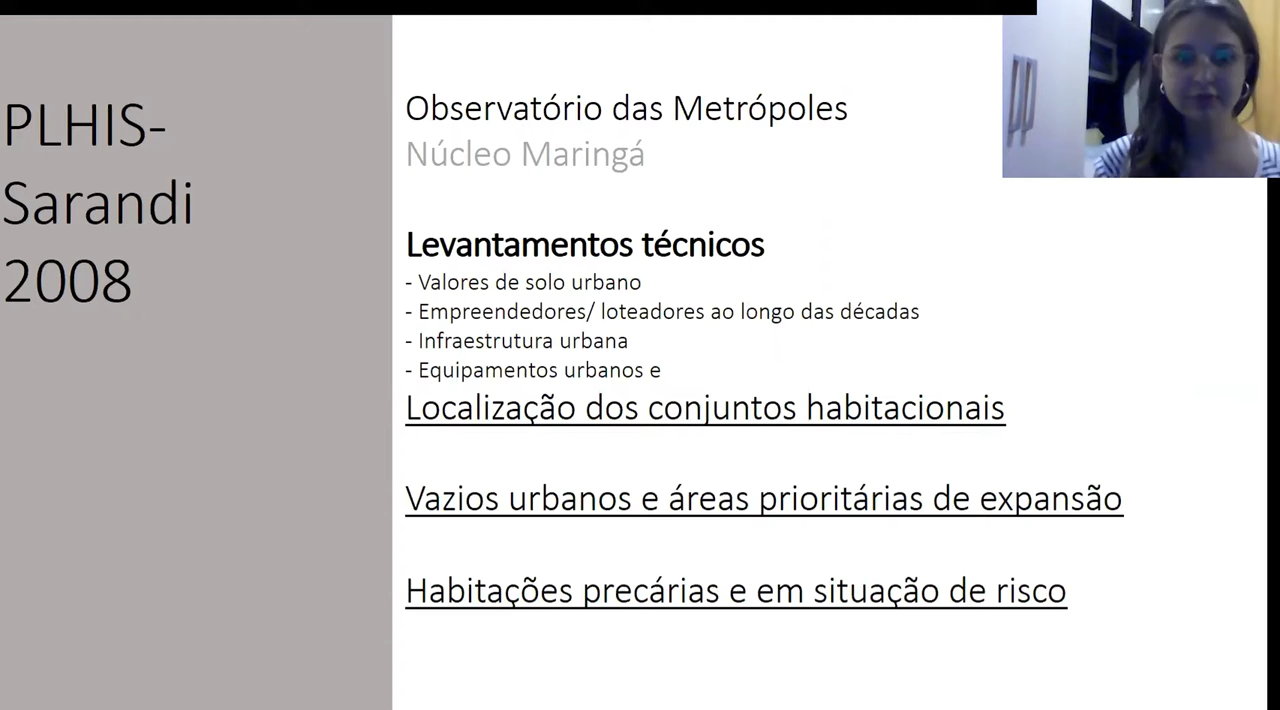 PLHIS-
Sarandi
2008
Observatório das Metrópoles
Núcleo Maringá
Levantamentos técnicos
- Valores de solo urbano
- Empreendedores/ loteadores ao longo das décadas
- Infraestrutura urbana
- Equipamentos urbanos e
Localização dos conjuntos habitacionais
Vazios urbanos e áreas prioritárias de expansão
Habitações precárias e em situação de risco